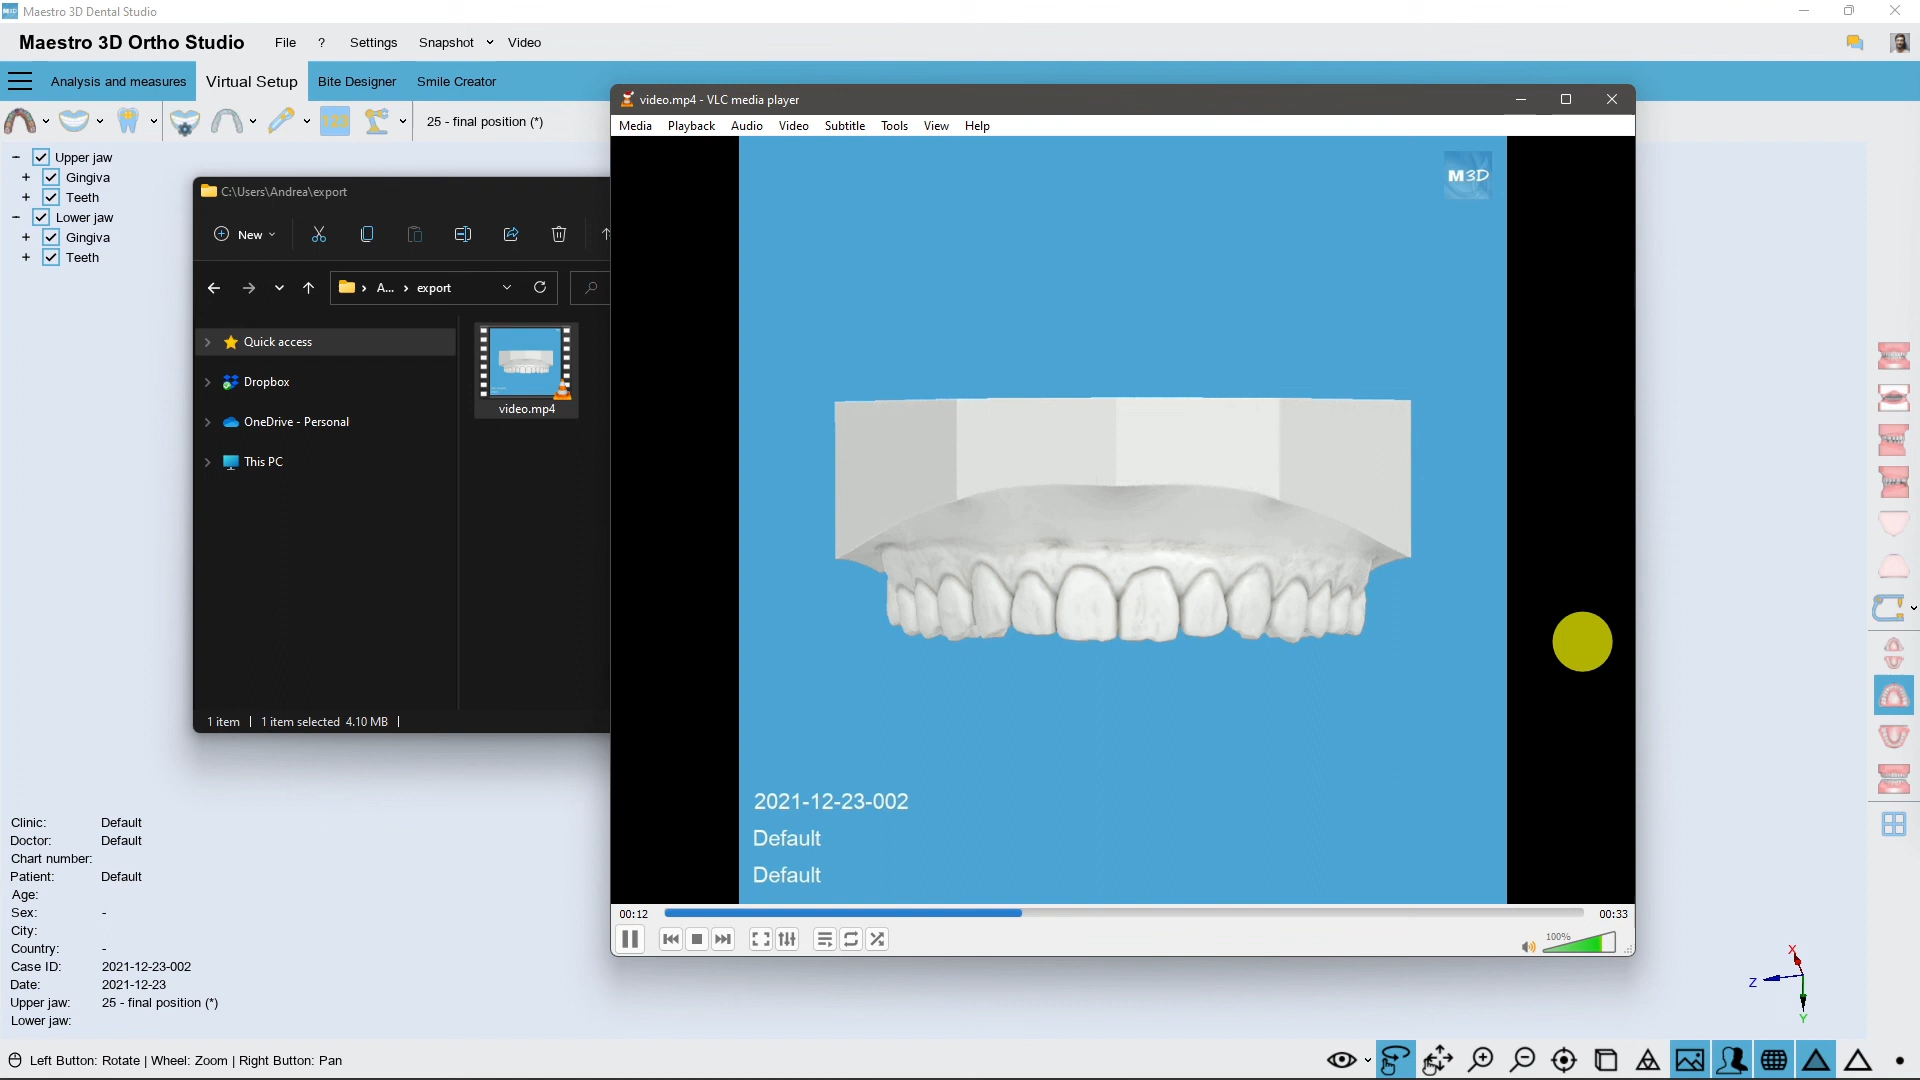 Maestro 3D Dental Studio
Maestro 3D Ortho Studio File ? Settings Snapshot Video
Analysis and measures Virtual Setup Bite Designer Smile Creator
123 25 - final position (*)
Upper jaw
Gingiva
Teeth
Lower jaw
Gingiva
Teeth
C:\Users\Andrea\export
New
A... › export
Quick access
Dropbox
OneDrive - Personal
This PC
video.mp4
1 item | 1 item selected 4.10 MB |
video.mp4 - VLC media player
Media Playback Audio Video Subtitle Tools View Help
M3D
2021-12-23-002
Default
Default
00:12 00:33
100%
Clinic: Default
Doctor: Default
Chart number:
Patient: Default
Age:
Sex: -
City:
Country: -
Case ID: 2021-12-23-002
Date: 2021-12-23
Upper jaw: 25 - final position (*)
Lower jaw:
X
Z
Y
Left Button: Rotate | Wheel: Zoom | Right Button: Pan